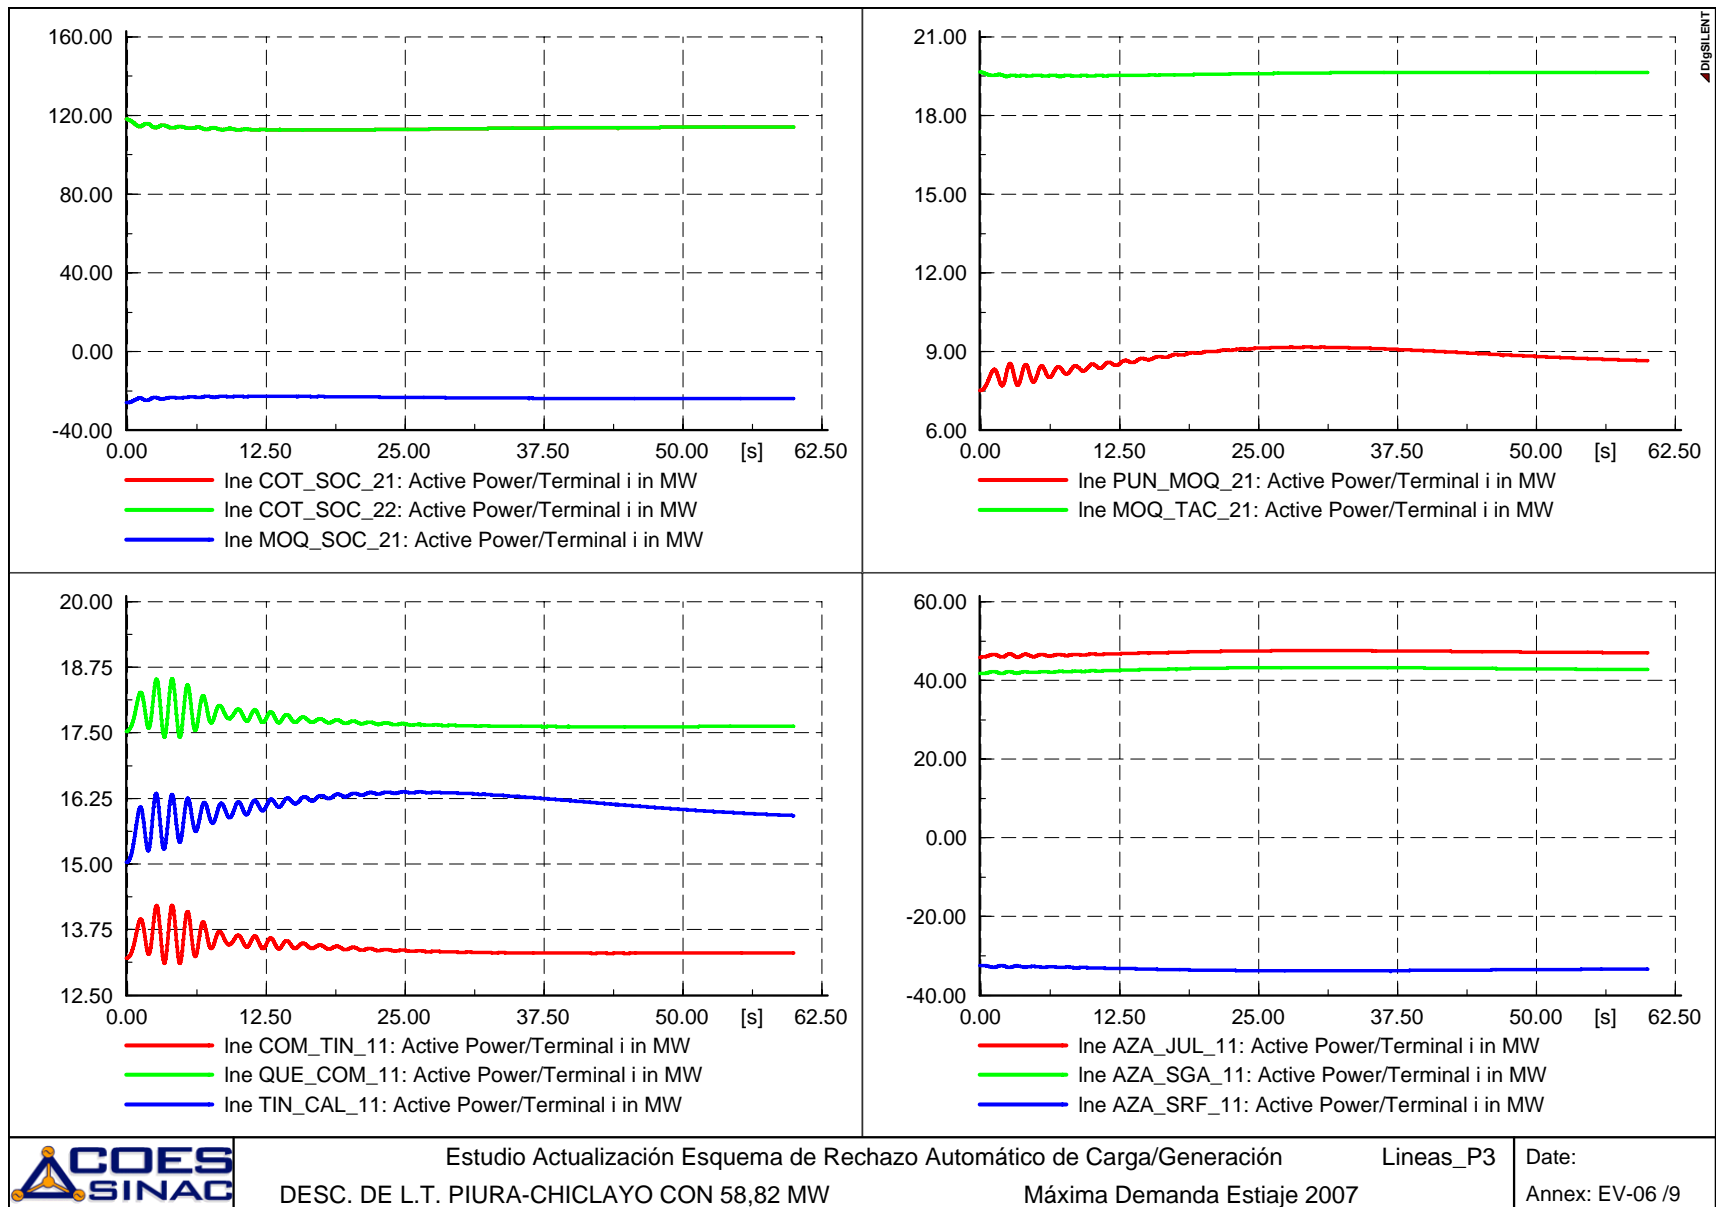 160.00
120.00
80.00
40.00
0.00
-40.00
0.00 12.50 25.00 37.50 50.00 [s] 62.50
lne COT_SOC_21: Active Power/Terminal i in MW
lne COT_SOC_22: Active Power/Terminal i in MW
lne MOQ_SOC_21: Active Power/Terminal i in MW
21.00
18.00
15.00
12.00
9.00
6.00
0.00 12.50 25.00 37.50 50.00 [s] 62.50
lne PUN_MOQ_21: Active Power/Terminal i in MW
lne MOQ_TAC_21: Active Power/Terminal i in MW
DIgSILENT
20.00
18.75
17.50
16.25
15.00
13.75
12.50
0.00 12.50 25.00 37.50 50.00 [s] 62.50
lne COM_TIN_11: Active Power/Terminal i in MW
lne QUE_COM_11: Active Power/Terminal i in MW
lne TIN_CAL_11: Active Power/Terminal i in MW
60.00
40.00
20.00
0.00
-20.00
-40.00
0.00 12.50 25.00 37.50 50.00 [s] 62.50
lne AZA_JUL_11: Active Power/Terminal i in MW
lne AZA_SGA_11: Active Power/Terminal i in MW
lne AZA_SRF_11: Active Power/Terminal i in MW
COES
SINAC
Estudio Actualización Esquema de Rechazo Automático de Carga/Generación Lineas_P3
DESC. DE L.T. PIURA-CHICLAYO CON 58,82 MW Máxima Demanda Estiaje 2007
Date:
Annex: EV-06 /9